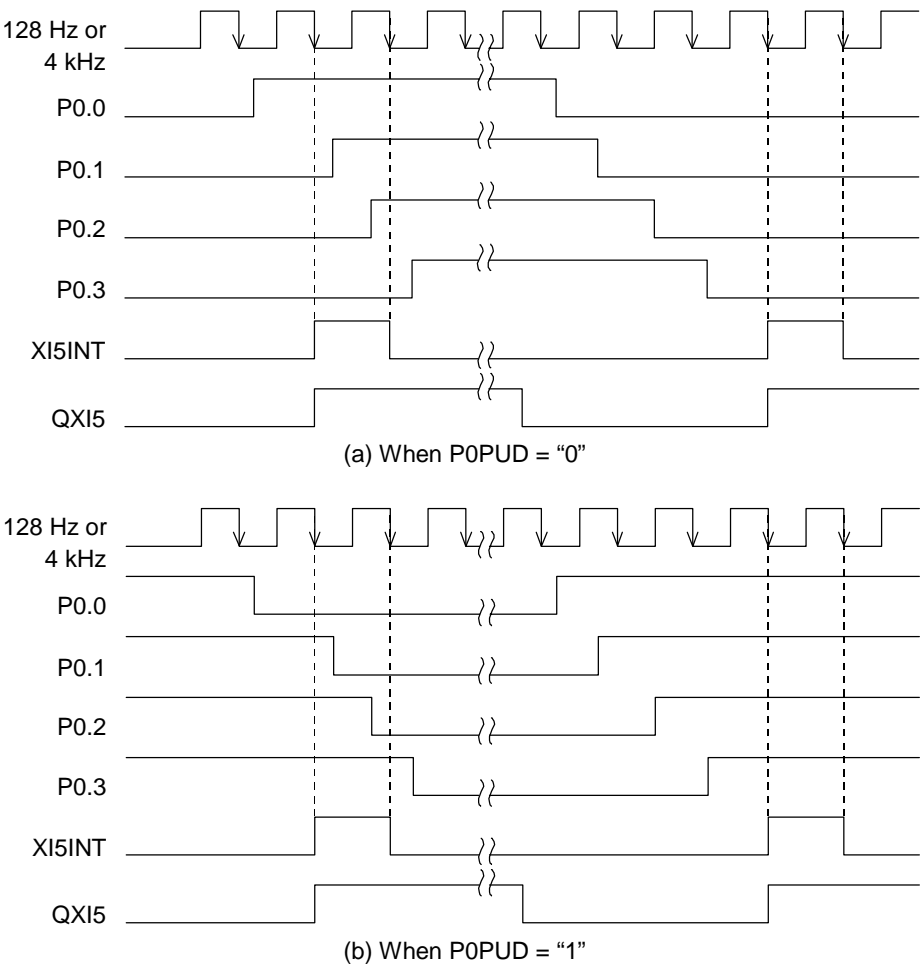 128 Hz or
4 kHz
P0.0
P0.1
P0.2
P0.3
XI5INT
QXI5
(a) When P0PUD = “0”
128 Hz or
4 kHz
P0.0
P0.1
P0.2
P0.3
XI5INT
QXI5
(b) When P0PUD = “1”